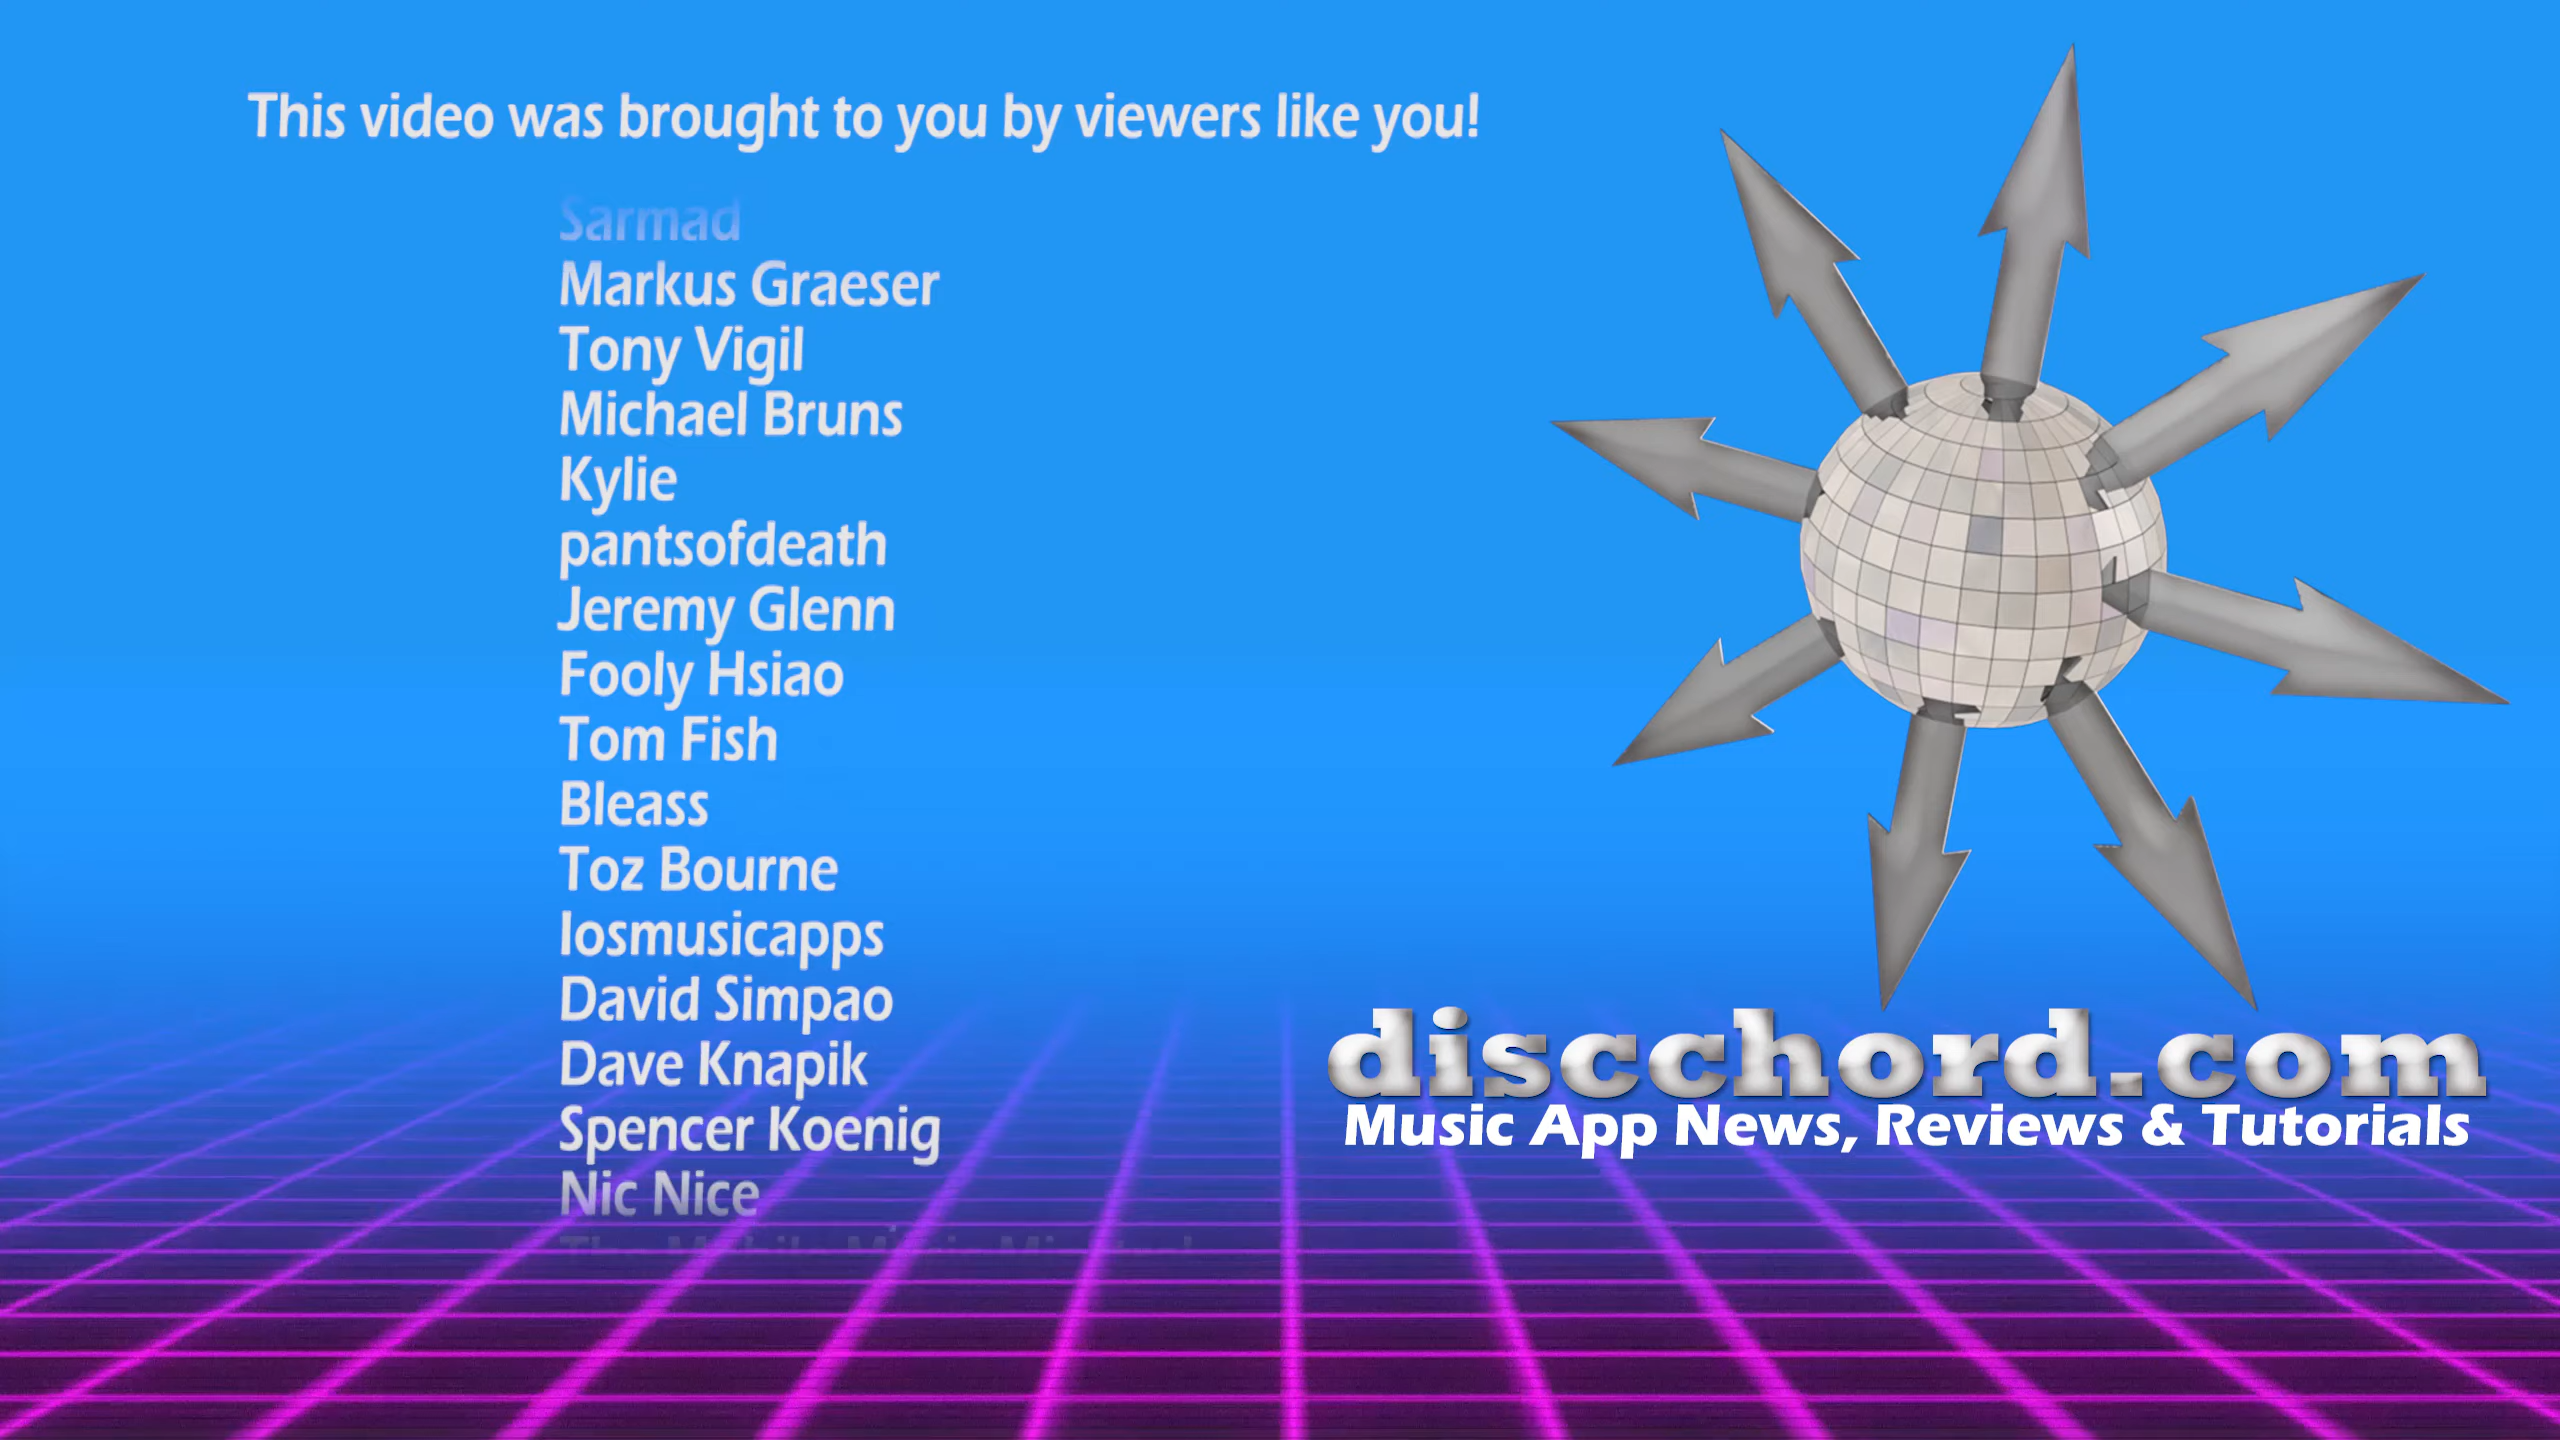 This video was brought to you by viewers like you!
Sarmad
Markus Graeser
Tony Vigil
Michael Bruns
Kylie
pantsofdeath
Jeremy Glenn
Fooly Hsiao
Tom Fish
Bleass
Toz Bourne
Iosmusicapps
David Simpao
Dave Knapik
Spencer Koenig
Nic Nice
discchord.com
Music App News, Reviews & Tutorials